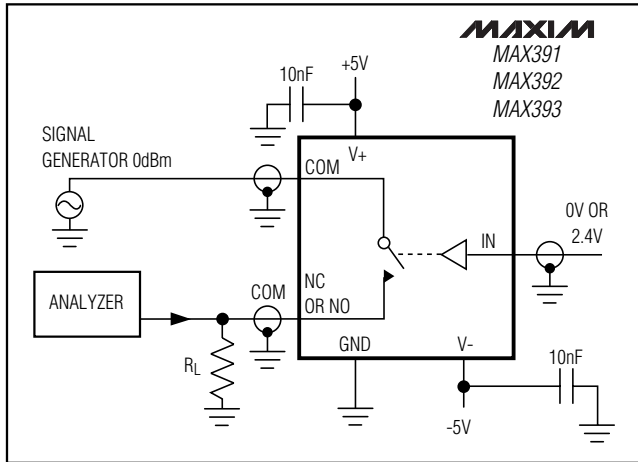 MAXIM
MAX391
MAX392
MAX393
+5V
10nF
SIGNAL
GENERATOR 0dBm
V+
COM
0V OR
2.4V
IN
ANALYZER
COM
NC
OR NO
RL
GND
V-
10nF
-5V